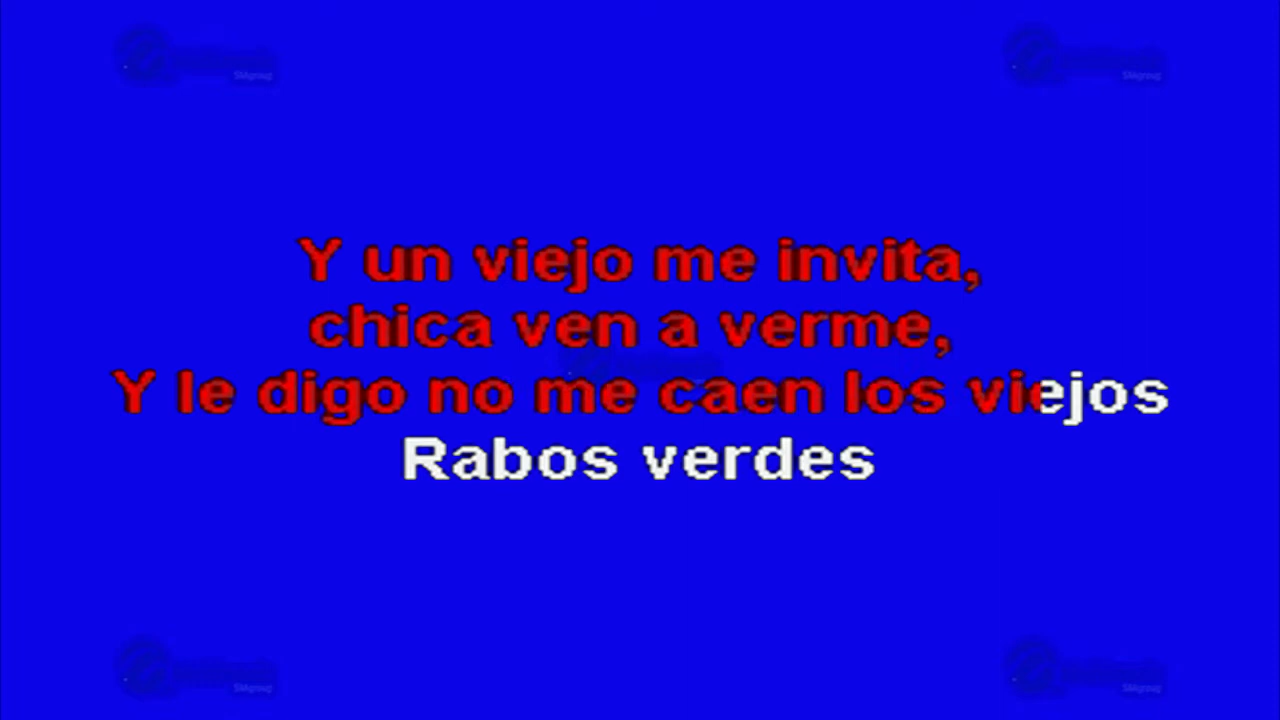 Y un viejo me invita,
chica ven a verme,
Y le digo no me caen los viejos
Rabos verdes